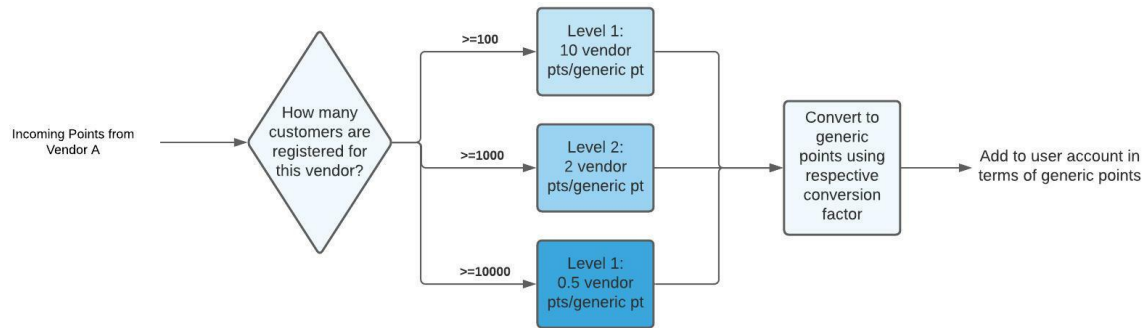 Incoming Points from
Vendor A
How many
customers are
registered for
this vendor?
>=100
Level 1:
10 vendor
pts/generic pt
>=1000
Level 2:
2 vendor
pts/generic pt
>=10000
Level 1:
0.5 vendor
pts/generic pt
Convert to
generic
points using
respective
conversion
factor
Add to user account in
terms of generic points